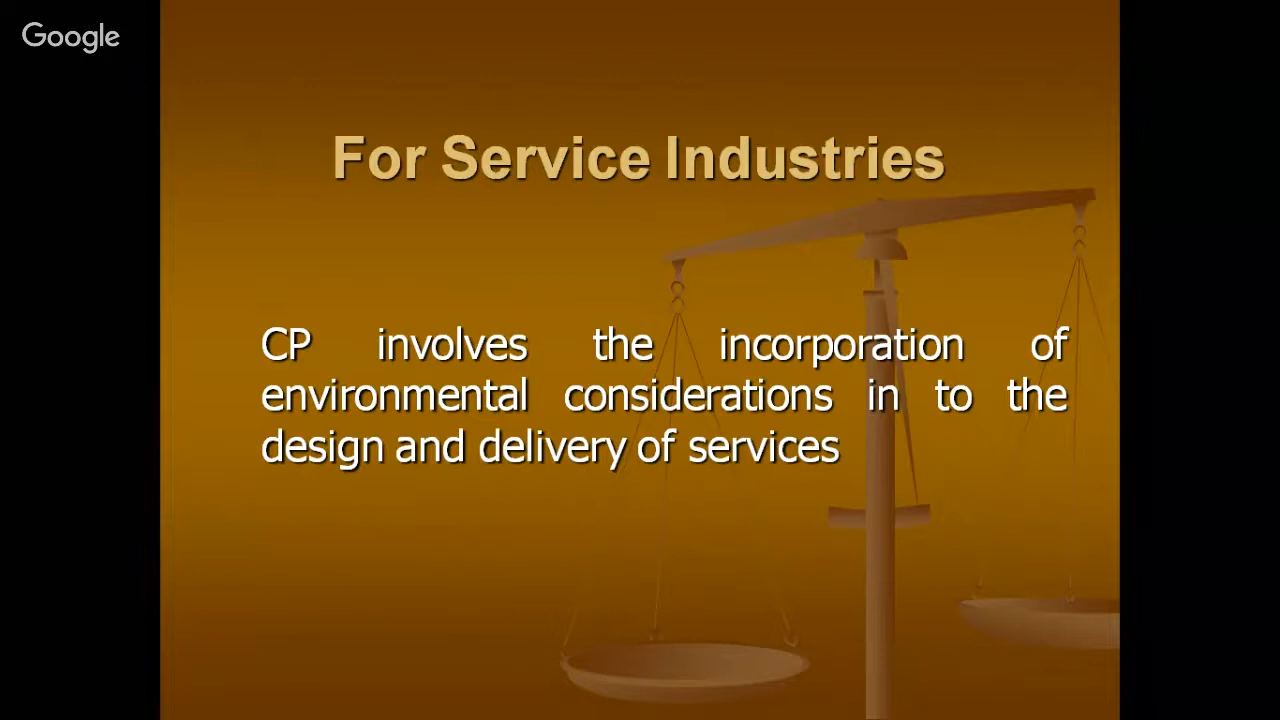 Google
For Service Industries
CP involves the incorporation of
environmental considerations in to the
design and delivery of services